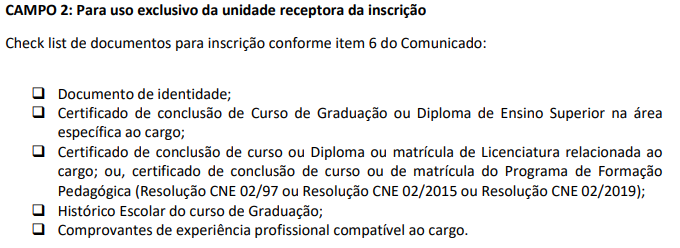 CAMPO 2: Para uso exclusivo da unidade receptora da inscrição
Check list de documentos para inscrição conforme item 6 do Comunicado:
❑ Documento de identidade;
❑ Certificado de conclusão de Curso de Graduação ou Diploma de Ensino Superior na área
específica ao cargo;
❑ Certificado de conclusão de curso ou Diploma ou matrícula de Licenciatura relacionada ao
cargo; ou, certificado de conclusão de curso ou de matrícula do Programa de Formação
Pedagógica (Resolução CNE 02/97 ou Resolução CNE 02/2015 ou Resolução CNE 02/2019);
❑ Histórico Escolar do curso de Graduação;
❑ Comprovantes de experiência profissional compatível ao cargo.